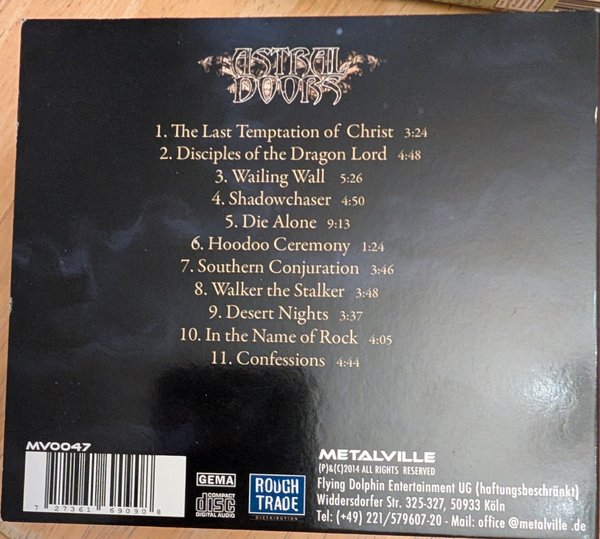 ASTRAL
DOORS
1. The Last Temptation of Christ 3:24
2. Disciples of the Dragon Lord 4:48
3. Wailing Wall 5:26
4. Shadowchaser 4:50
5. Die Alone 9:13
6. Hoodoo Ceremony 1:24
7. Southern Conjuration 3:46
8. Walker the Stalker 3:48
9. Desert Nights 3:37
10. In the Name of Rock 4:05
11. Confessions 4:44
MV0047
7 27361 69090 8
GEMA
COMPACT
disc
DIGITAL AUDIO
ROUGH
TRADE
DISTRIBUTION
METALVILLE
(P)&(C)2014 ALL RIGHTS RESERVED
Flying Dolphin Entertainment UG (haftungsbeschränkt)
Widdersdorfer Str. 325-327, 50933 Köln
Tel: (+49) 221/579607-20 - Mail: office @metalville .de